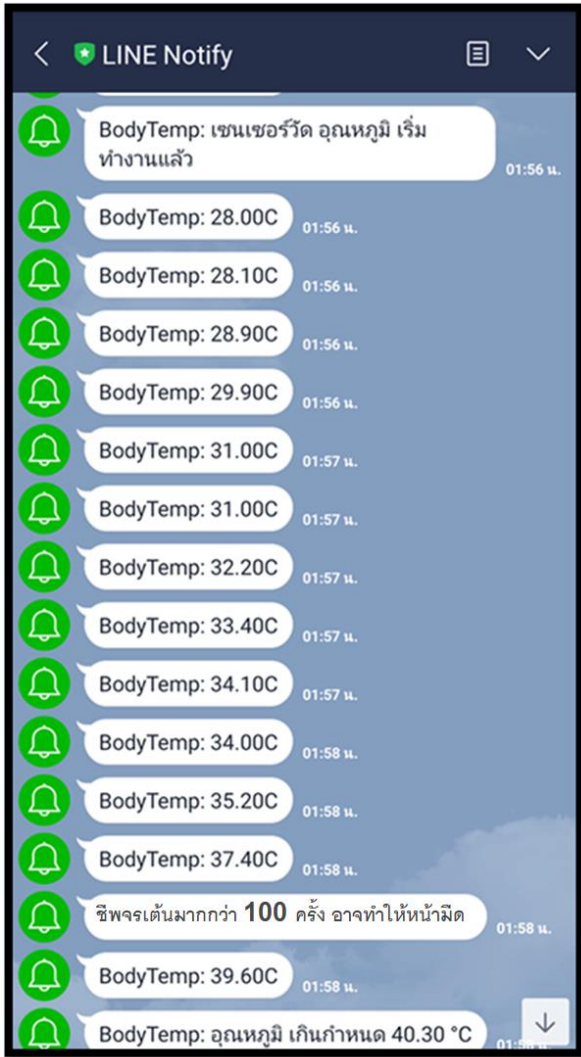 LINE Notify
BodyTemp: เซนเซอร์วัด อุณหภูมิ เริ่ม
ทำงานแล้ว
01:56 น.
BodyTemp: 28.00C
01:56 น.
BodyTemp: 28.10C
01:56 น.
BodyTemp: 28.90C
01:56 น.
BodyTemp: 29.90C
01:56 น.
BodyTemp: 31.00C
01:57 น.
BodyTemp: 31.00C
01:57 น.
BodyTemp: 32.20C
01:57 น.
BodyTemp: 33.40C
01:57 น.
BodyTemp: 34.10C
01:57 น.
BodyTemp: 34.00C
01:58 น.
BodyTemp: 35.20C
01:58 น.
BodyTemp: 37.40C
01:58 น.
ชีพจรเต้นมากกว่า 100 ครั้ง อาจทำให้หน้ามืด
01:58 น.
BodyTemp: 39.60C
01:58 น.
BodyTemp: อุณหภูมิ เกินกำหนด 40.30 °C